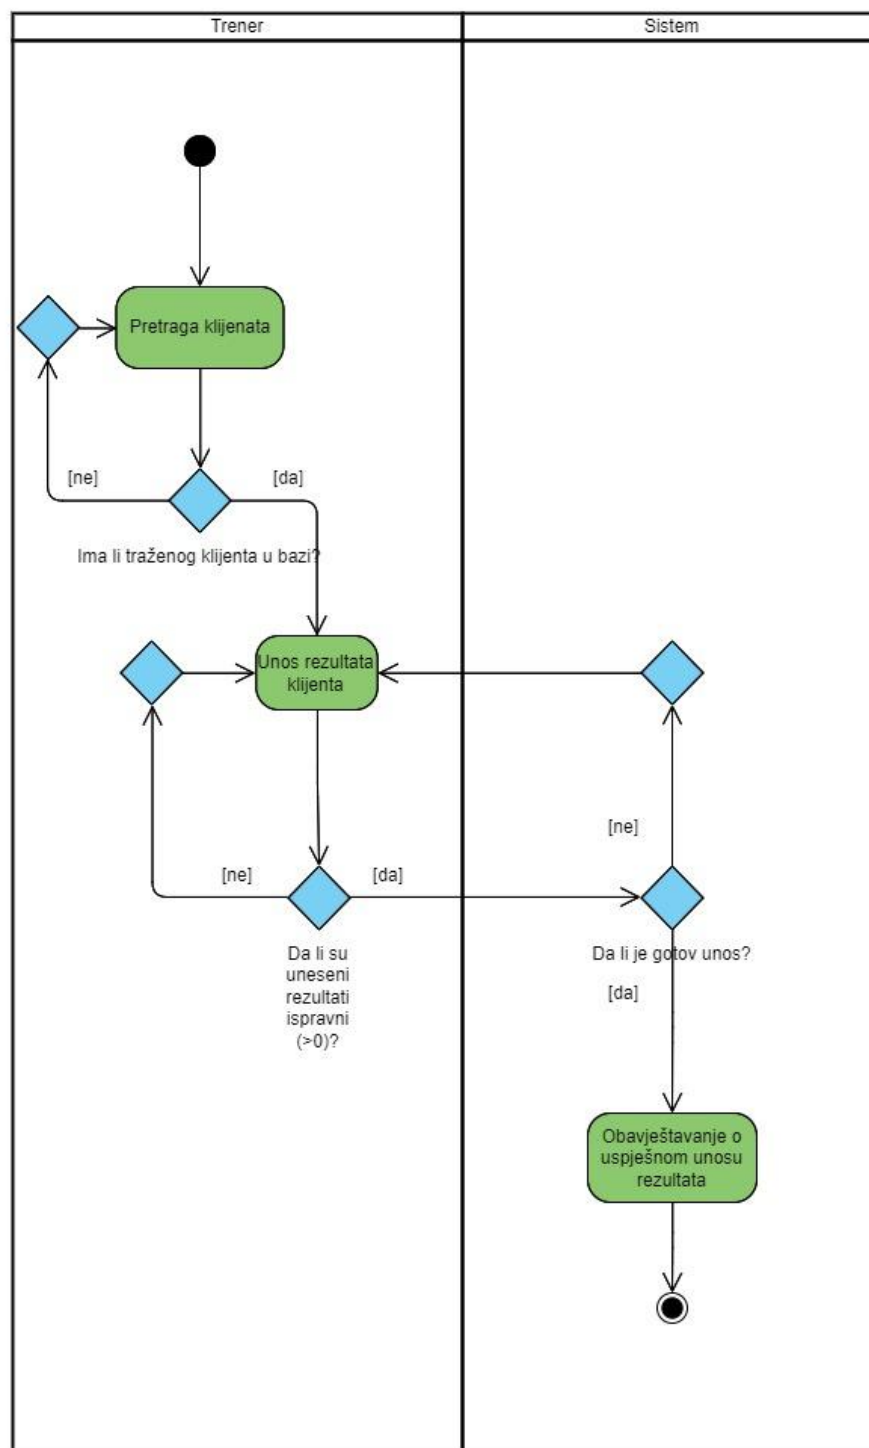 Trener
Sistem
Pretraga klijenata
[ne]
[da]
Ima li traženog klijenta u bazi?
Unos rezultata
klijenta
[ne]
[ne]
[da]
Da li su
uneseni
rezultati
ispravni
(>0)?
Da li je gotov unos?
[da]
Obavještavanje o
uspješnom unosu
rezultata